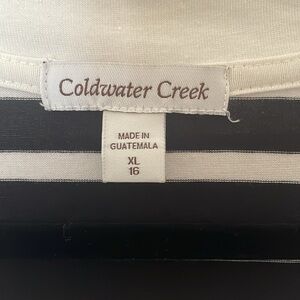 Coldwater Creek
MADE IN
GUATEMALA
XL
16